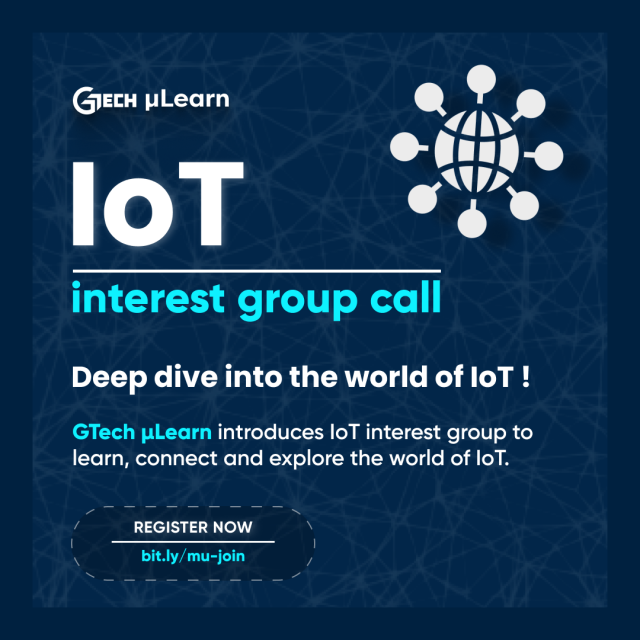 GTECH µLearn
IoT
interest group call
Deep dive into the world of IoT !
GTech µLearn introduces IoT interest group to
learn, connect and explore the world of IoT.
REGISTER NOW
bit.ly/mu-join